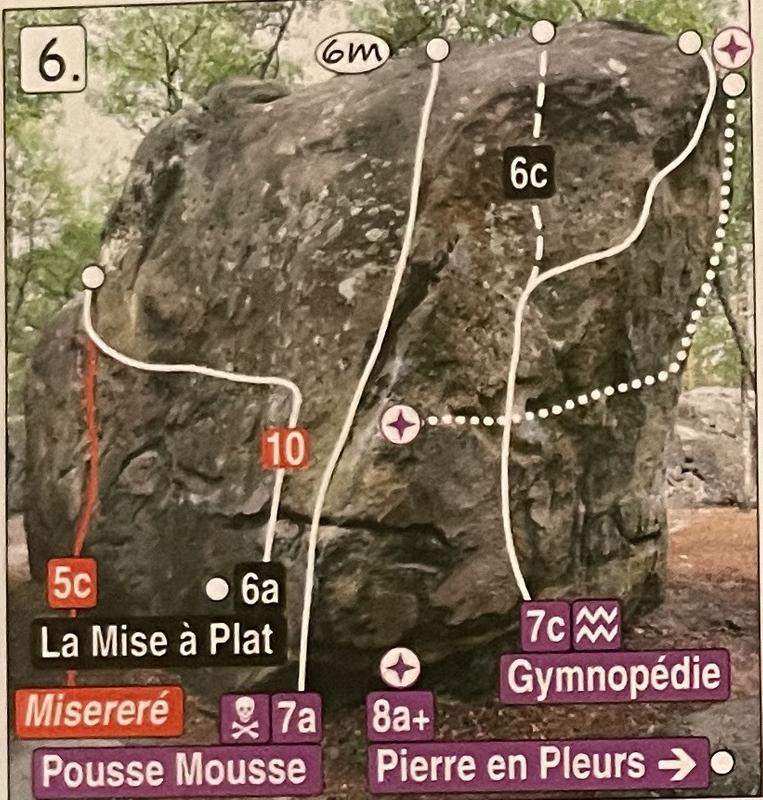 6.
6m
6c
10
5c
6a
La Mise à Plat
7c
Gymnopédie
Misereré
7a
8a+
Pousse Mousse
Pierre en Pleurs →